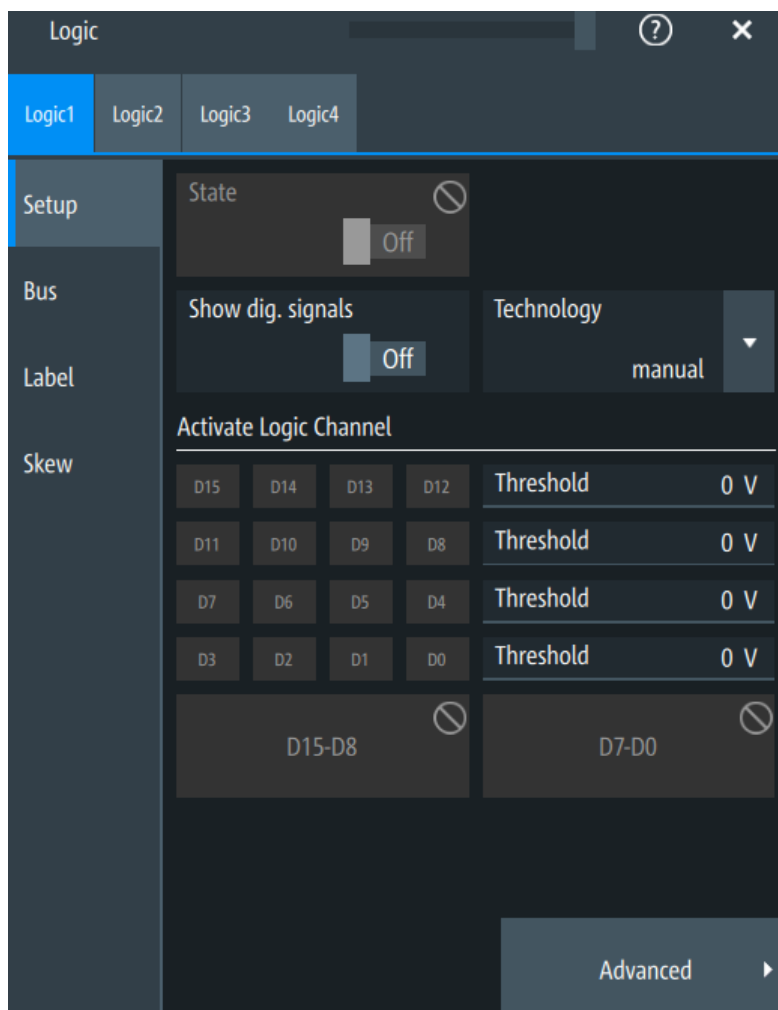 Logic
?
Logic1 Logic2 Logic3 Logic4
Setup
Bus
Label
Skew
State
Off
Show dig. signals
Off
Technology
manual
Activate Logic Channel
D15 D14 D13 D12 Threshold 0 V
D11 D10 D9 D8 Threshold 0 V
D7 D6 D5 D4 Threshold 0 V
D3 D2 D1 D0 Threshold 0 V
D15-D8 D7-D0
Advanced